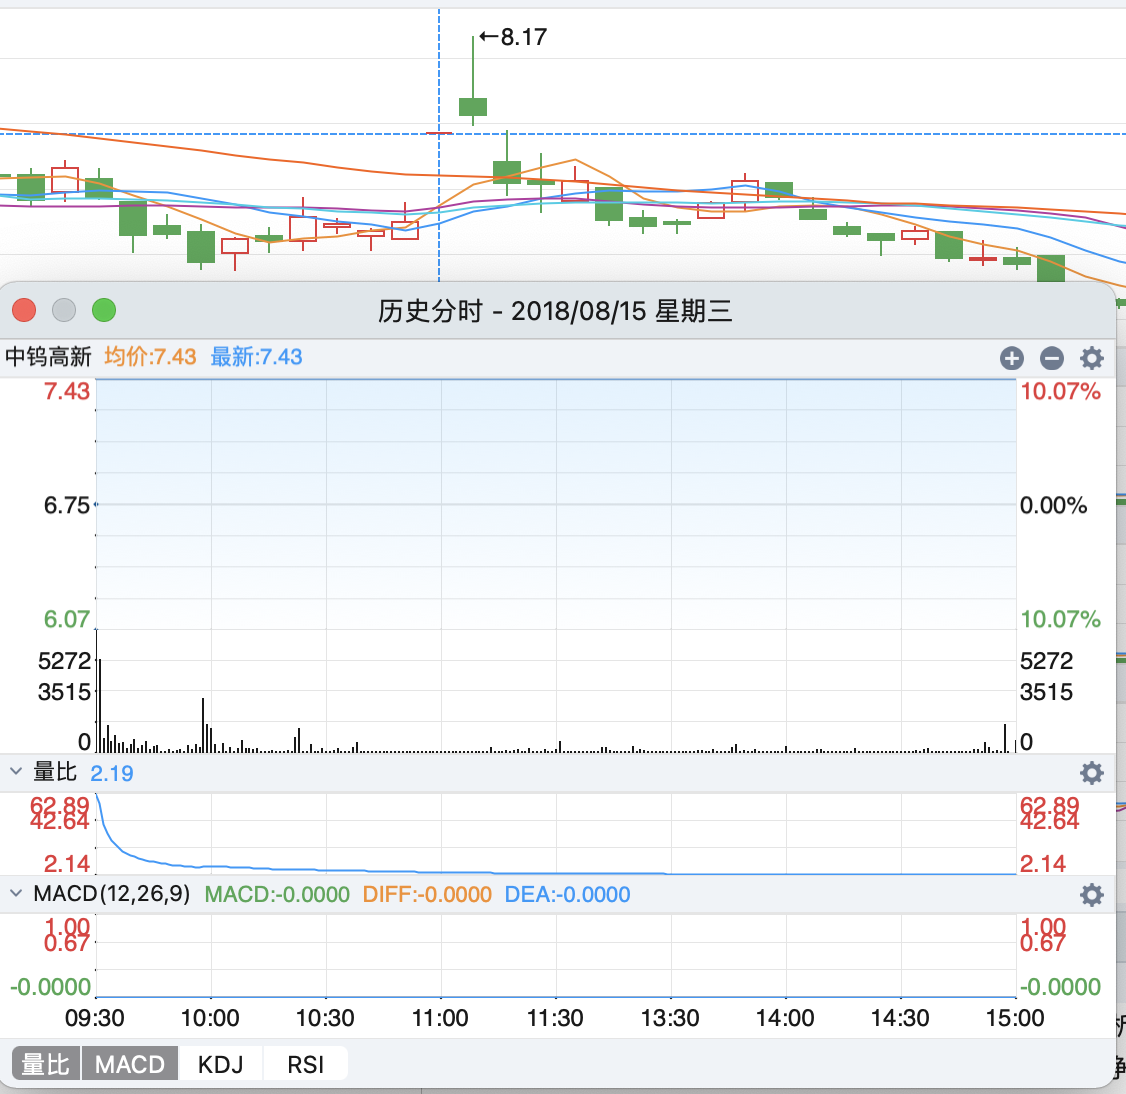 ←8.17
历史分时 - 2018/08/15 星期三
中钨高新 均价:7.43 最新:7.43
7.43 10.07%
6.75 0.00%
6.07 10.07%
5272 5272
3515 3515
0 0
量比 2.19
62.89 62.89
42.64 42.64
2.14 2.14
MACD(12,26,9) MACD:-0.0000 DIFF:-0.0000 DEA:-0.0000
1.00 1.00
0.67 0.67
-0.0000 -0.0000
09:30 10:00 10:30 11:00 11:30 13:30 14:00 14:30 15:00
量比 MACD KDJ RSI